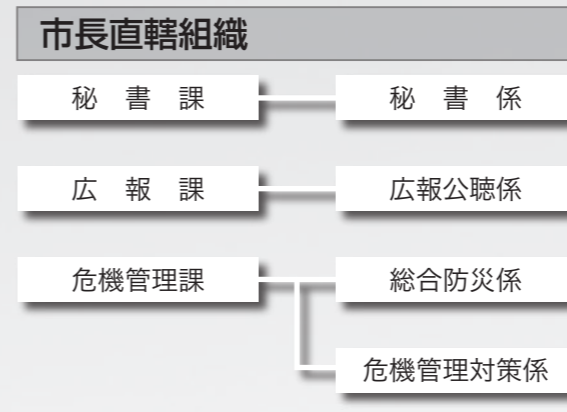 市長直轄組織
秘書課 秘書係
広報課 広報公聴係
危機管理課 総合防災係
危機管理対策係